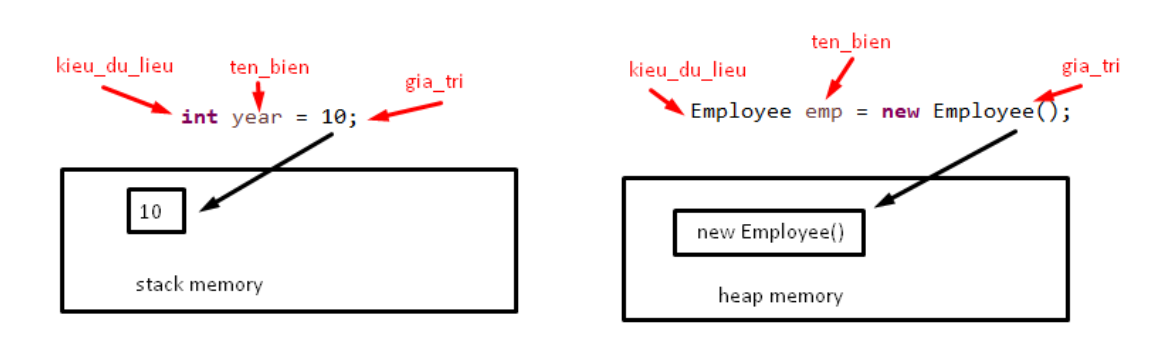 kieu_du_lieu
ten_bien
gia_tri
int year = 10;
10
stack memory
kieu_du_lieu
ten_bien
gia_tri
Employee emp = new Employee();
new Employee()
heap memory